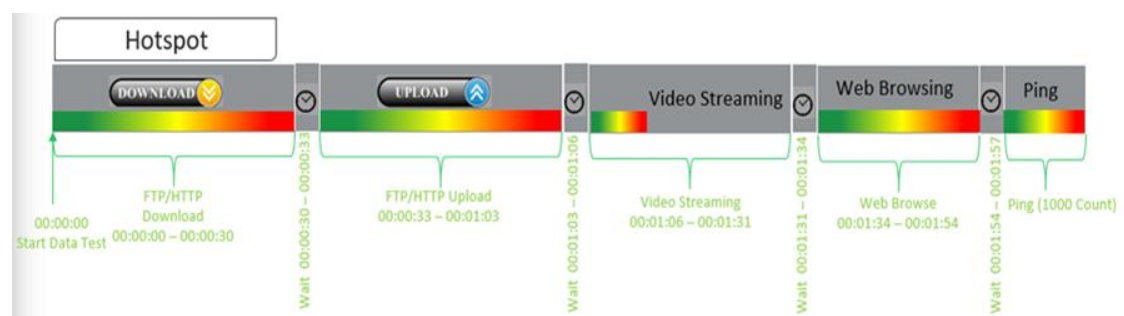 Hotspot
DOWNLOAD
UPLOAD
Video Streaming
Web Browsing
Ping
00:00:00
Start Data Test
FTP/HTTP
Download
00:00:00 – 00:00:30
Wait 00:00:30 – 00:00:33
FTP/HTTP Upload
00:00:33 – 00:01:03
Wait 00:01:03 – 00:01:06
Video Streaming
00:01:06 – 00:01:31
Wait 00:01:31 – 00:01:34
Web Browse
00:01:34 – 00:01:54
Wait 00:01:54 – 00:01:57
Ping (1000 Count)